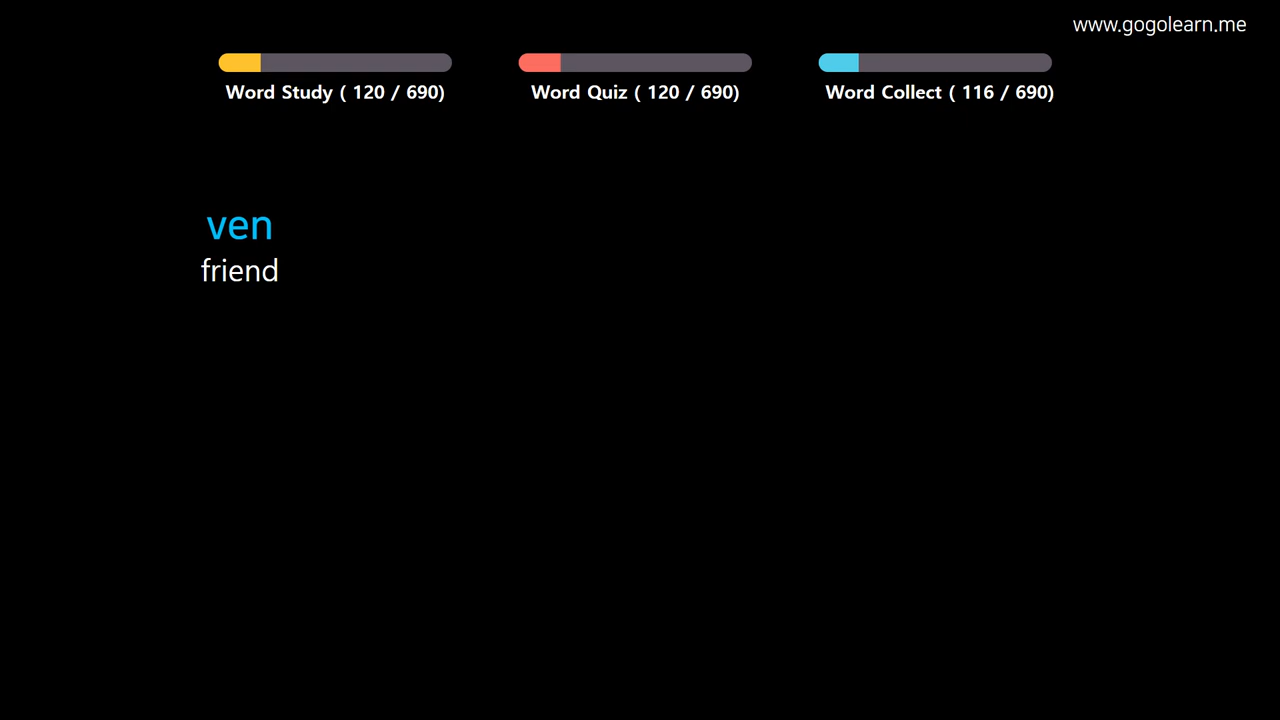 www.gogolearn.me
Word Study ( 120 / 690)
Word Quiz ( 120 / 690)
Word Collect ( 116 / 690)
ven
friend